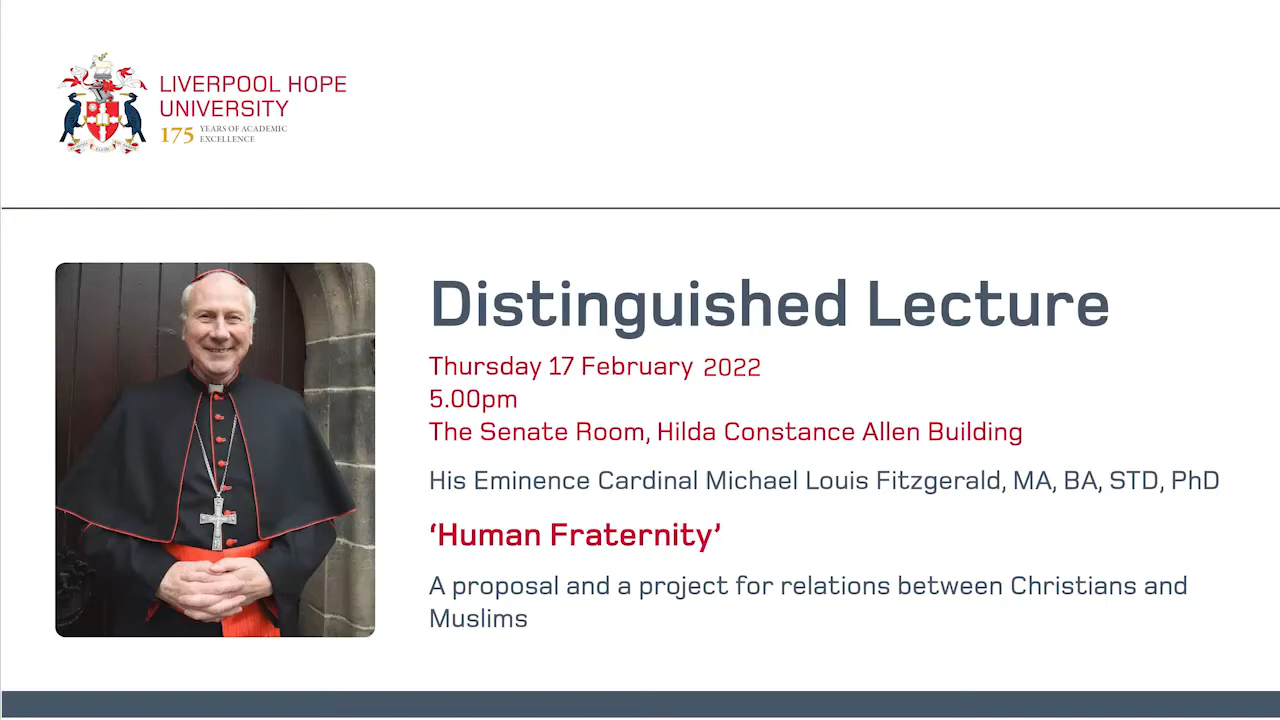 LIVERPOOL HOPE
UNIVERSITY
175 YEARS OF ACADEMIC
EXCELLENCE
Distinguished Lecture
Thursday 17 February 2022
5.00pm
The Senate Room, Hilda Constance Allen Building
His Eminence Cardinal Michael Louis Fitzgerald, MA, BA, STD, PhD
‘Human Fraternity’
A proposal and a project for relations between Christians and
Muslims